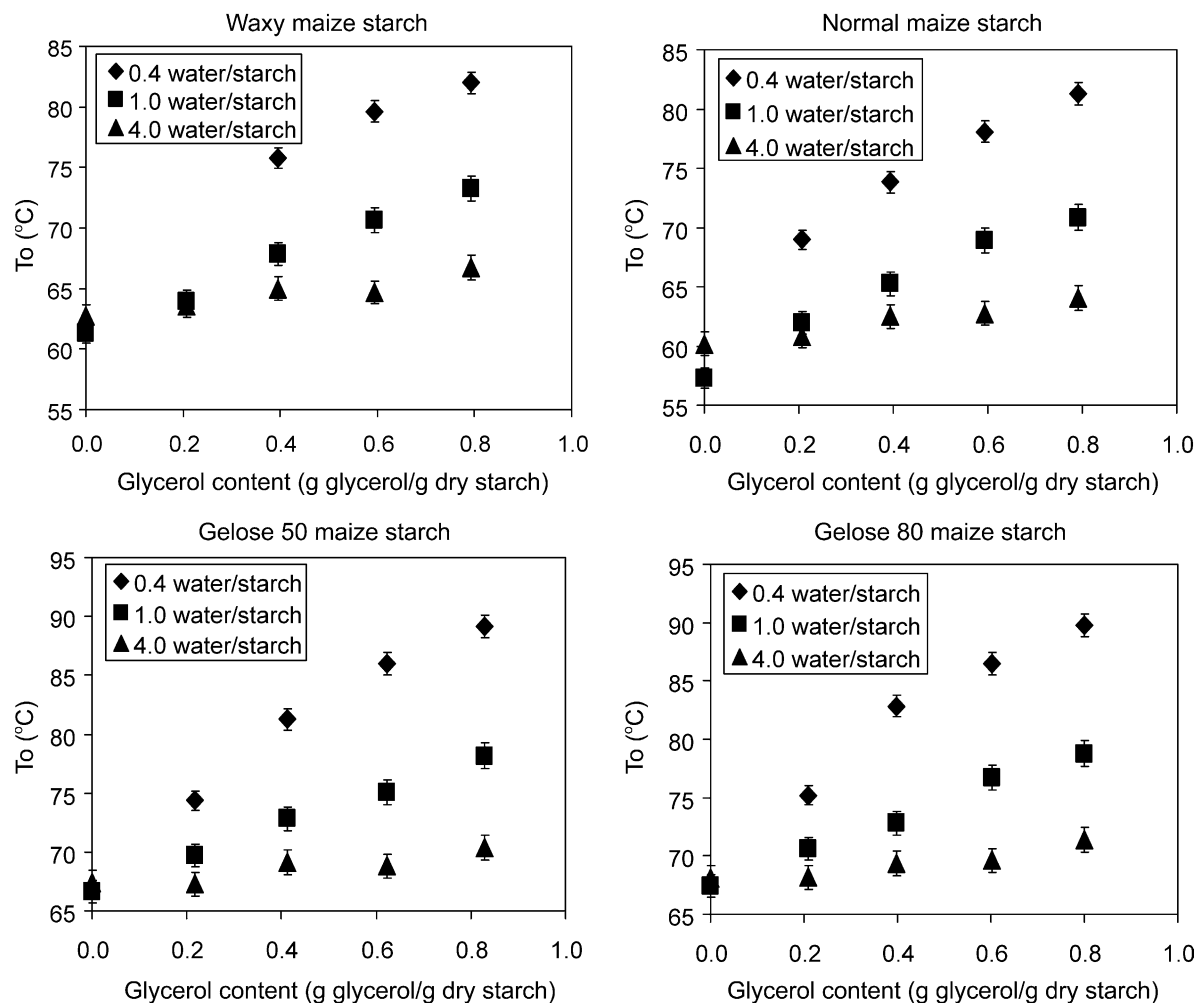 Waxy maize starch
85
80
75
70
65
60
55
To (°C)
0.4 water/starch
1.0 water/starch
4.0 water/starch
0.0 0.2 0.4 0.6 0.8 1.0
Glycerol content (g glycerol/g dry starch)
Normal maize starch
85
80
75
70
65
60
55
To (°C)
0.4 water/starch
1.0 water/starch
4.0 water/starch
0.0 0.2 0.4 0.6 0.8 1.0
Glycerol content (g glycerol/g dry starch)
Gelose 50 maize starch
95
90
85
80
75
70
65
To (°C)
0.4 water/starch
1.0 water/starch
4.0 water/starch
0.0 0.2 0.4 0.6 0.8 1.0
Glycerol content (g glycerol/g dry starch)
Gelose 80 maize starch
95
90
85
80
75
70
65
To (°C)
0.4 water/starch
1.0 water/starch
4.0 water/starch
0.0 0.2 0.4 0.6 0.8 1.0
Glycerol content (g glycerol/g dry starch)